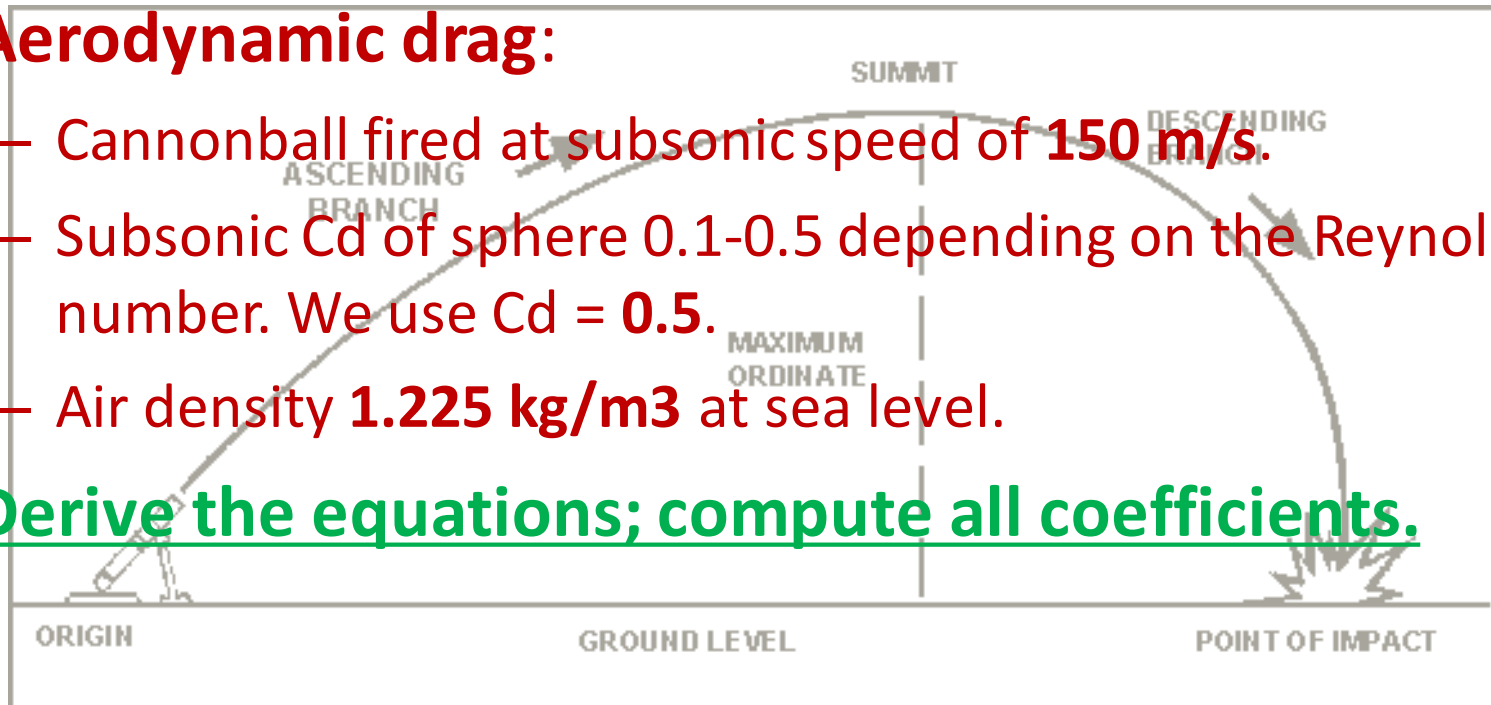 Aerodynamic drag:
SUMMIT
– Cannonball fired at subsonic speed of 150 m/s.
DESCENDING
BRANCH
ASCENDING
BRANCH
– Subsonic Cd of sphere 0.1-0.5 depending on the Reynol
number. We use Cd = 0.5.
MAXIMUM
ORDINATE
– Air density 1.225 kg/m3 at sea level.
Derive the equations; compute all coefficients.
ORIGIN
GROUND LEVEL
POINT OF IMPACT